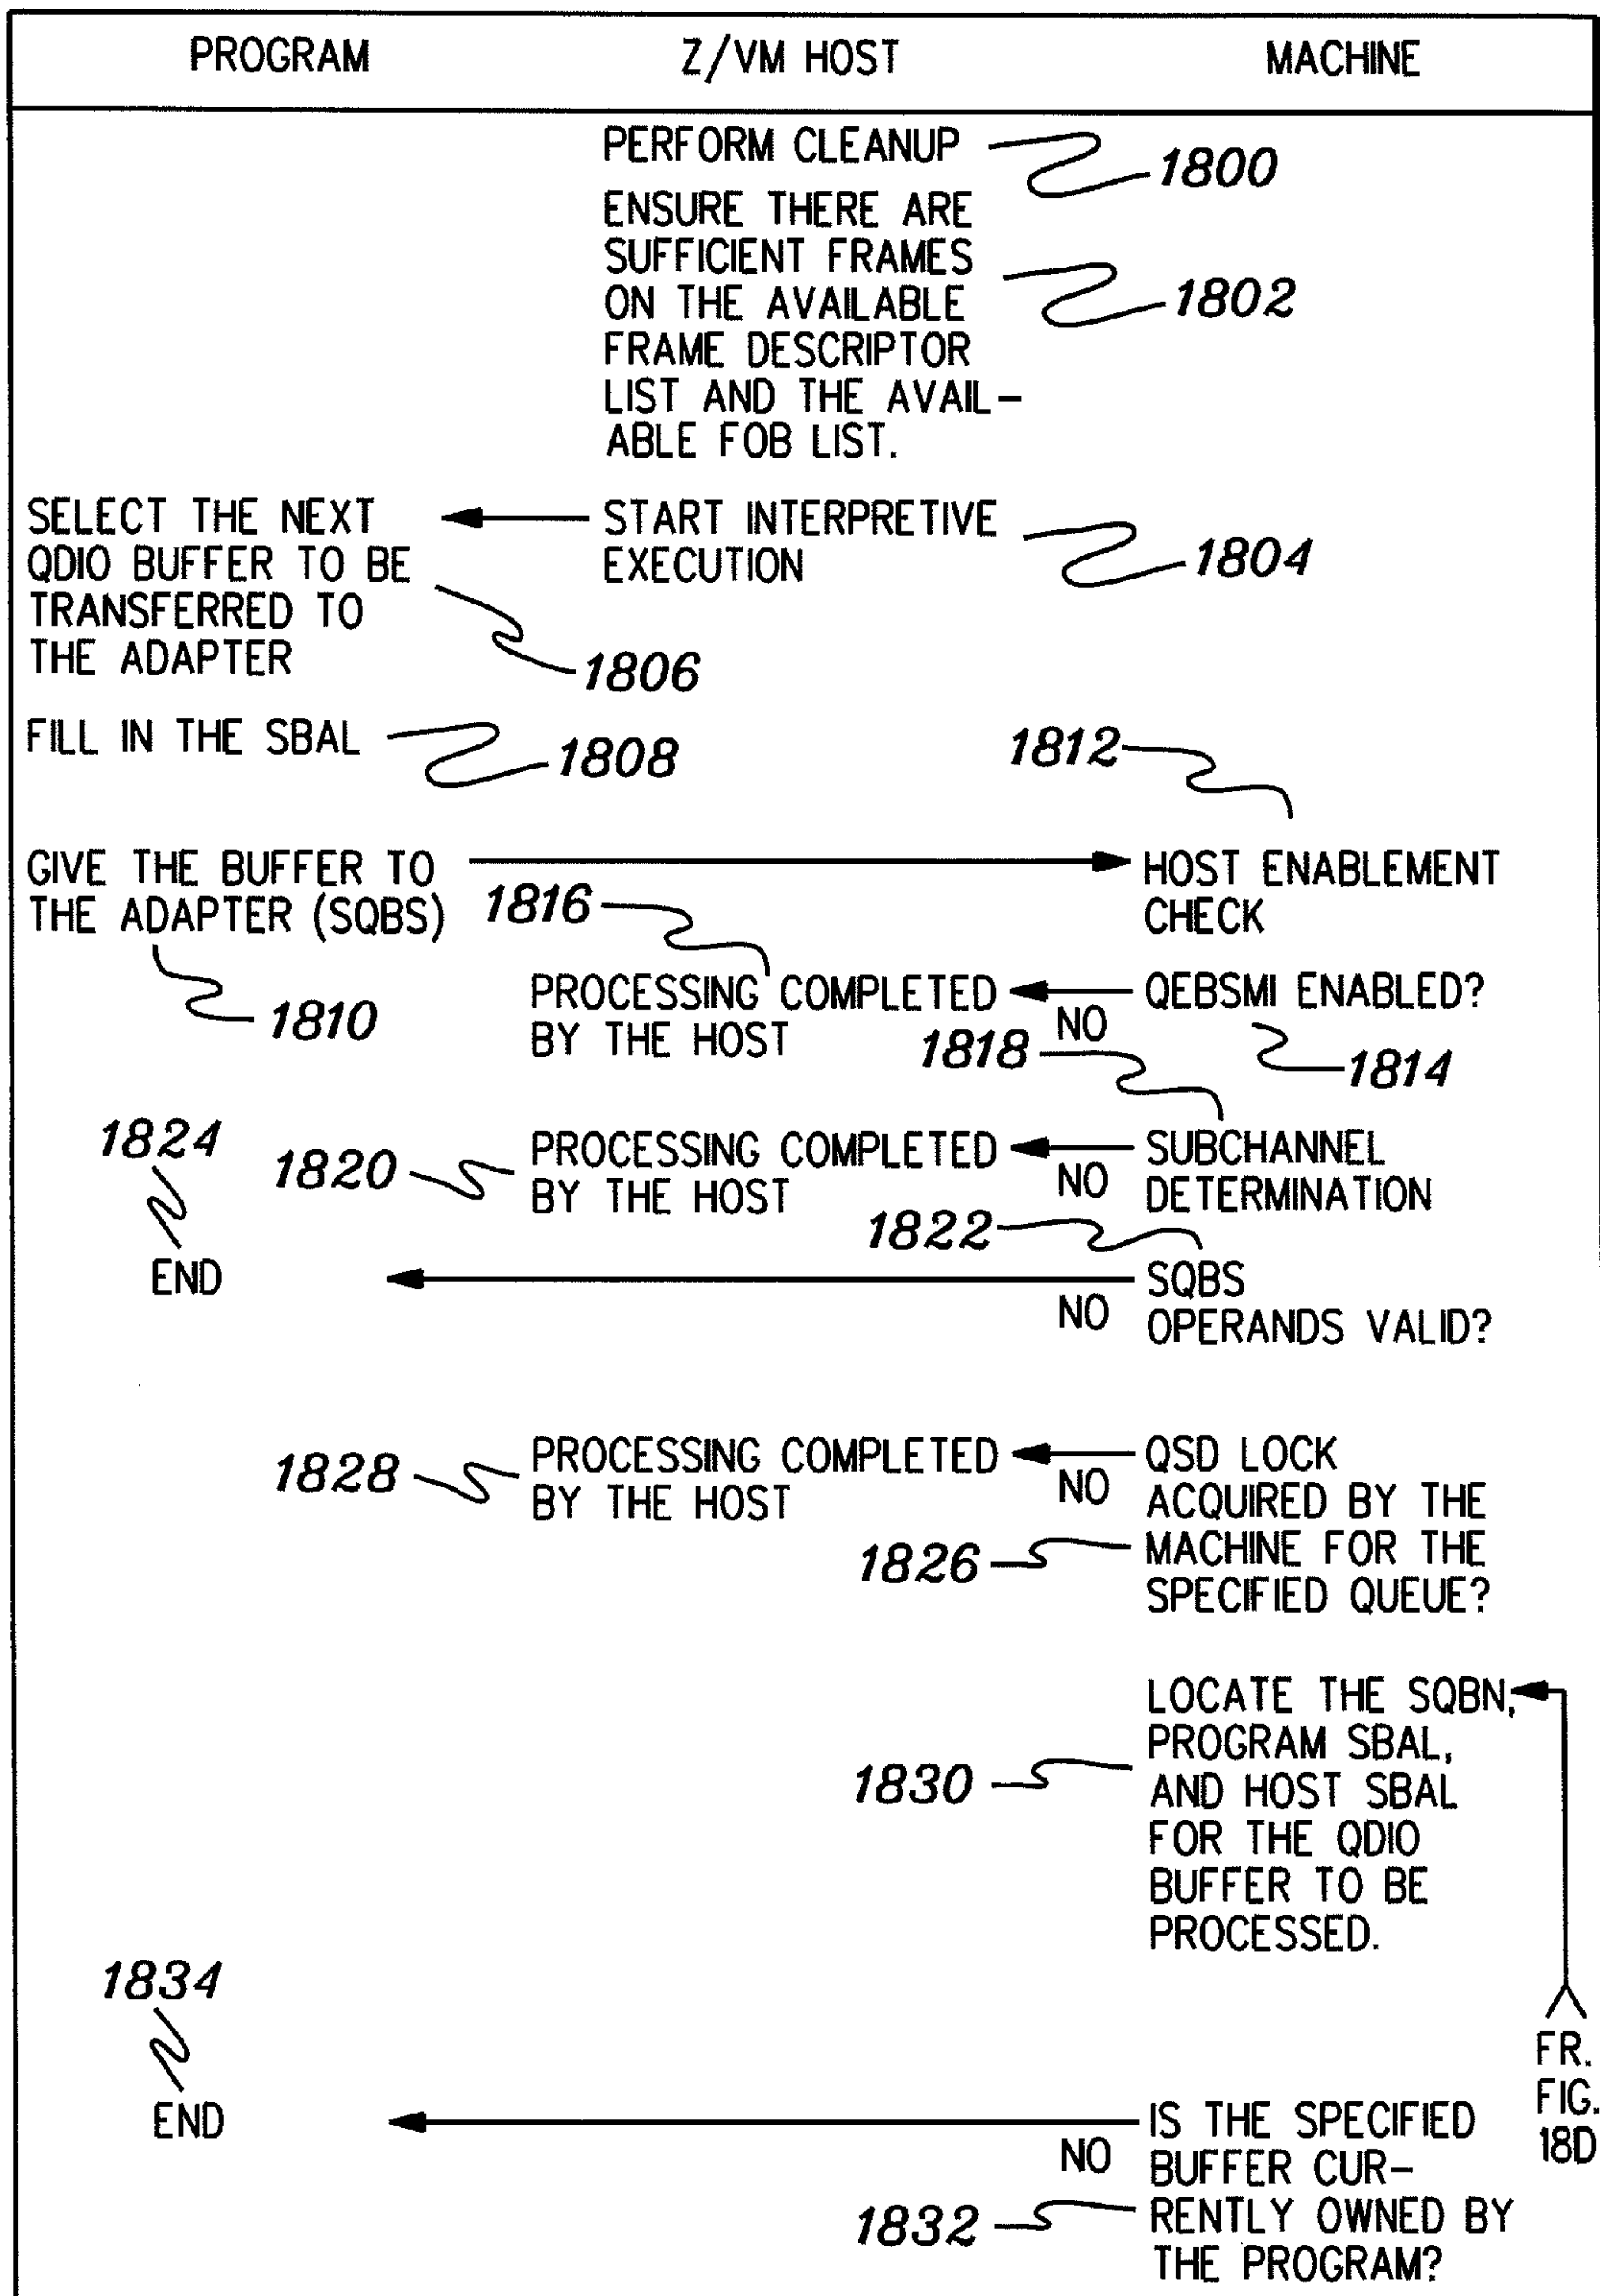 PROGRAM Z/VM HOST MACHINE
PERFORM CLEANUP 1800
ENSURE THERE ARE
SUFFICIENT FRAMES
ON THE AVAILABLE 1802
FRAME DESCRIPTOR
LIST AND THE AVAIL-
ABLE FOB LIST.
SELECT THE NEXT START INTERPRETIVE
QDIO BUFFER TO BE EXECUTION 1804
TRANSFERRED TO
THE ADAPTER 1806
FILL IN THE SBAL 1808 1812
GIVE THE BUFFER TO HOST ENABLEMENT
THE ADAPTER (SQBS) 1816 CHECK
1810 PROCESSING COMPLETED QEBSMI ENABLED?
BY THE HOST NO
1818 1814
1824
1820 PROCESSING COMPLETED SUBCHANNEL
BY THE HOST NO DETERMINATION
1822
END SQBS
NO OPERANDS VALID?
1828 PROCESSING COMPLETED QSD LOCK
BY THE HOST NO ACQUIRED BY THE
1826 MACHINE FOR THE
SPECIFIED QUEUE?
LOCATE THE SQBN,
PROGRAM SBAL,
1830 AND HOST SBAL
FOR THE QDIO
BUFFER TO BE
PROCESSED.
1834
FR.
FIG.
18D
END IS THE SPECIFIED
NO BUFFER CUR-
1832 RENTLY OWNED BY
THE PROGRAM?